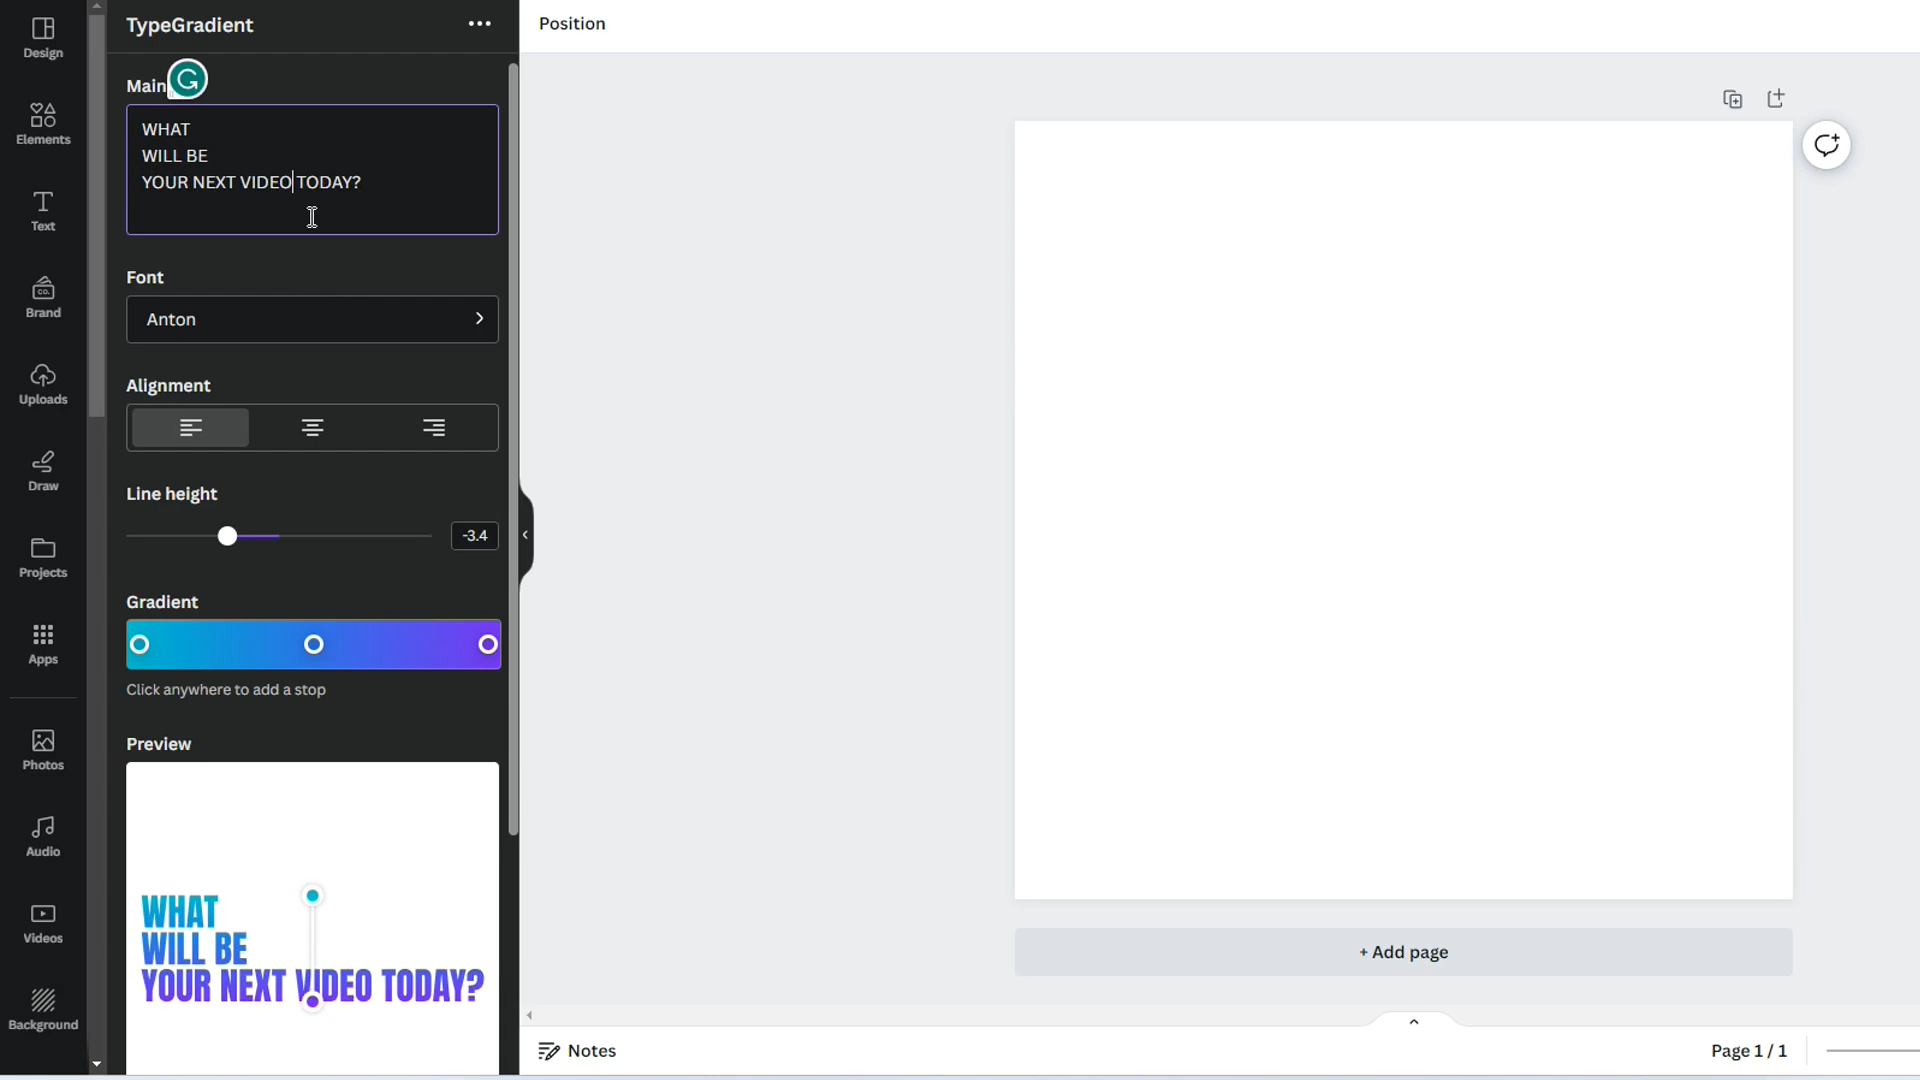 Design
Elements
Text
Brand
CO.
Uploads
Draw
Projects
Apps
Photos
Audio
Videos
Background
TypeGradient
Main
WHAT
WILL BE
YOUR NEXT VIDEO TODAY?
Font
Anton
Alignment
Line height
-3.4
Gradient
Click anywhere to add a stop
Preview
WHAT
WILL BE
YOUR NEXT VIDEO TODAY?
Position
+ Add page
Notes
Page 1 / 1